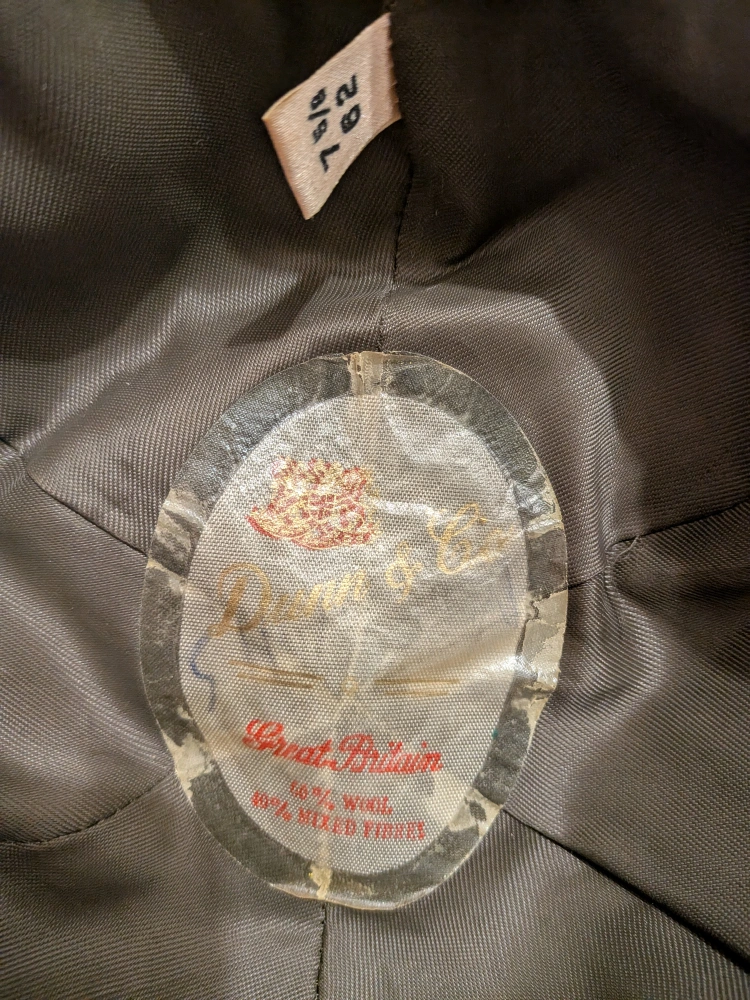 7 5/8
62
Dunn & Co
Great Britain
60% WOOL
40% MIXED FIBRES